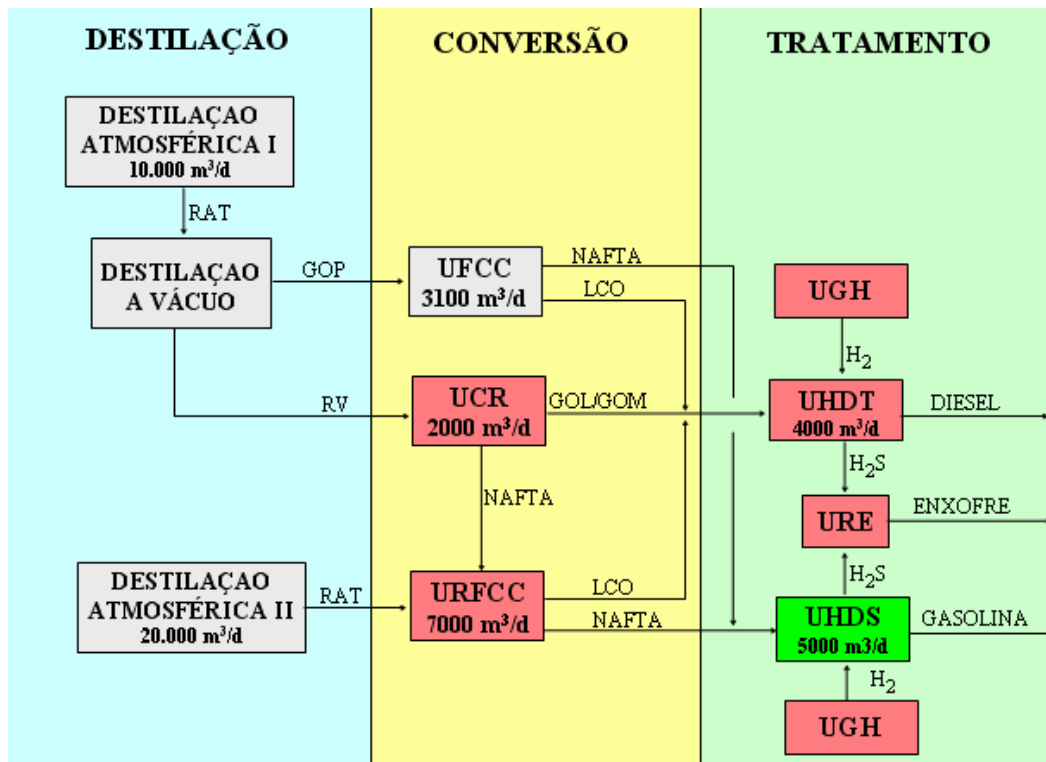 DESTILAÇÃO
CONVERSÃO
TRATAMENTO
DESTILAÇAO
ATMOSFÉRICA I
10.000 m³/d
RAT
DESTILAÇAO
A VÁCUO
GOP
RV
DESTILAÇAO
ATMOSFÉRICA II
20.000 m³/d
RAT
UFCC
3100 m³/d
NAFTA
LCO
UCR
2000 m³/d
GOL/GOM
NAFTA
URFCC
7000 m³/d
LCO
NAFTA
UGH
H₂
UHDT
4000 m³/d
DIESEL
H₂S
URE
ENXOFRE
H₂S
UHDS
5000 m3/d
GASOLINA
H₂
UGH